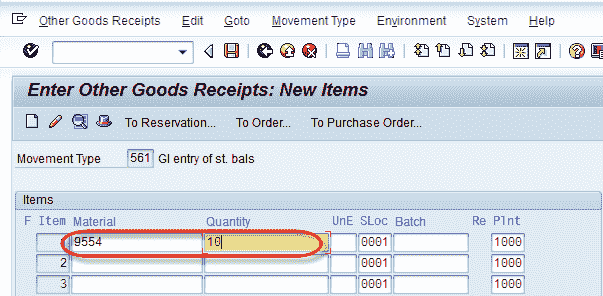 Other Goods Receipts Edit Goto Movement Type Environment System Help
Enter Other Goods Receipts: New Items
To Reservation... To Order... To Purchase Order...
Movement Type 561 GI entry of st. bals
Items
F Item Material Quantity UnE SLoc Batch Re Plnt
1 9554 10 0001 1000
2 0001 1000
3 0001 1000